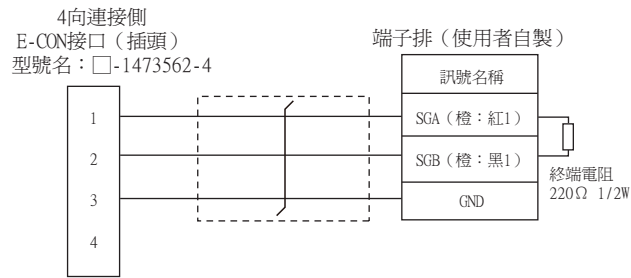 4向連接側
E-CON接口（插頭）
型號名：□-1473562-4
端子排（使用者自製）
訊號名稱
1
SGA（橙：紅1）
2
SGB（橙：黑1）
3
GND
4
終端電阻
220Ω 1/2W